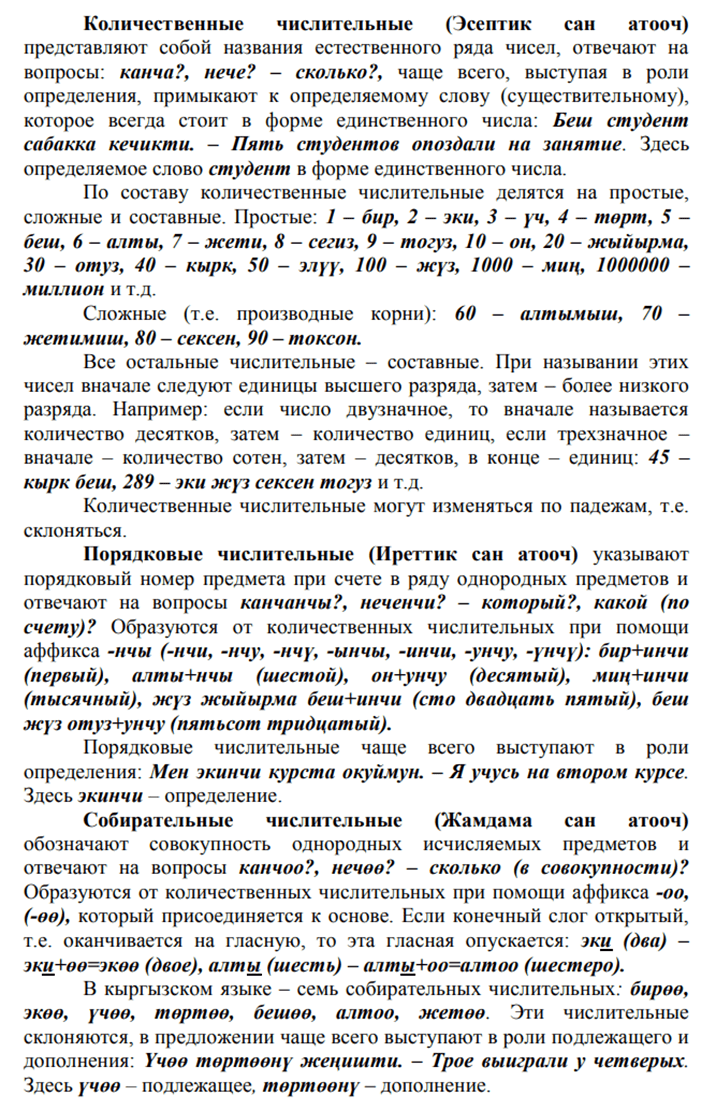 Количественные числительные (Эсептик сан атооч)
представляют собой названия естественного ряда чисел, отвечают на
вопросы: канча?, нече? – сколько?, чаще всего, выступая в роли
определения, примыкают к определяемому слову (существительному),
которое всегда стоит в форме единственного числа: Беш студент
сабакка кечикти. – Пять студентов опоздали на занятие. Здесь
определяемое слово студент в форме единственного числа.
По составу количественные числительные делятся на простые,
сложные и составные. Простые: 1 – бир, 2 – эки, 3 – үч, 4 – төрт, 5 –
беш, 6 – алты, 7 – жети, 8 – сегиз, 9 – тогуз, 10 – он, 20 – жыйырма,
30 – отуз, 40 – кырк, 50 – элүү, 100 – жүз, 1000 – миң, 1000000 –
миллион и т.д.
Сложные (т.е. производные корни): 60 – алтымыш, 70 –
жетимиш, 80 – сексен, 90 – токсон.
Все остальные числительные – составные. При назывании этих
чисел вначале следуют единицы высшего разряда, затем – более низкого
разряда. Например: если число двузначное, то вначале называется
количество десятков, затем – количество единиц, если трехзначное –
вначале – количество сотен, затем – десятков, в конце – единиц: 45 –
кырк беш, 289 – эки жүз сексен тогуз и т.д.
Количественные числительные могут изменяться по падежам, т.е.
склоняться.
Порядковые числительные (Иреттик сан атооч) указывают
порядковый номер предмета при счете в ряду однородных предметов и
отвечают на вопросы канчанчы?, неченчи? – который?, какой (по
счету)? Образуются от количественных числительных при помощи
аффикса -нчы (-нчи, -нчу, -нчү, -ынчы, -инчи, -унчу, -үнчү): бир+инчи
(первый), алты+нчы (шестой), он+унчу (десятый), миң+инчи
(тысячный), жүз жыйырма беш+инчи (сто двадцать пятый), беш
жүз отуз+унчу (пятьсот тридцатый).
Порядковые числительные чаще всего выступают в роли
определения: Мен экинчи курста окуймун. – Я учусь на втором курсе.
Здесь экинчи – определение.
Собирательные числительные (Жамдама сан атооч)
обозначают совокупность однородных исчисляемых предметов и
отвечают на вопросы канчоо?, нечөө? – сколько (в совокупности)?
Образуются от количественных числительных при помощи аффикса -оо,
(-өө), который присоединяется к основе. Если конечный слог открытый,
т.е. оканчивается на гласную, то эта гласная опускается: эки (два) –
эки+өө=экөө (двое), алты (шесть) – алты+оо=алтоо (шестеро).
В кыргызском языке – семь собирательных числительных: бирөө,
экөө, үчөө, төртөө, бешөө, алтоо, жетөө. Эти числительные
склоняются, в предложении чаще всего выступают в роли подлежащего и
дополнения: Үчөө төртөөнү жеңишти. – Трое выиграли у четверых.
Здесь үчөө – подлежащее, төртөөнү – дополнение.